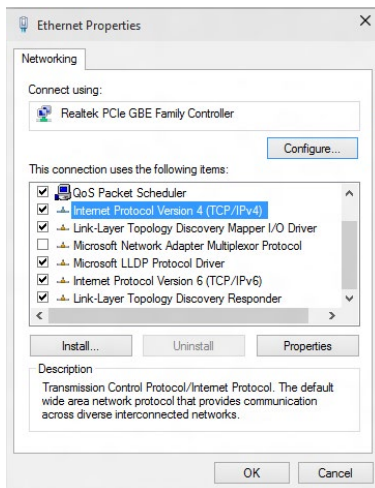 Ethernet Properties
Networking
Connect using:
Realtek PCIe GBE Family Controller
Configure...
This connection uses the following items:
QoS Packet Scheduler
Internet Protocol Version 4 (TCP/IPv4)
Link-Layer Topology Discovery Mapper I/O Driver
Microsoft Network Adapter Multiplexor Protocol
Microsoft LLDP Protocol Driver
Internet Protocol Version 6 (TCP/IPv6)
Link-Layer Topology Discovery Responder
Install... Uninstall Properties
Description
Transmission Control Protocol/Internet Protocol. The default
wide area network protocol that provides communication
across diverse interconnected networks.
OK Cancel